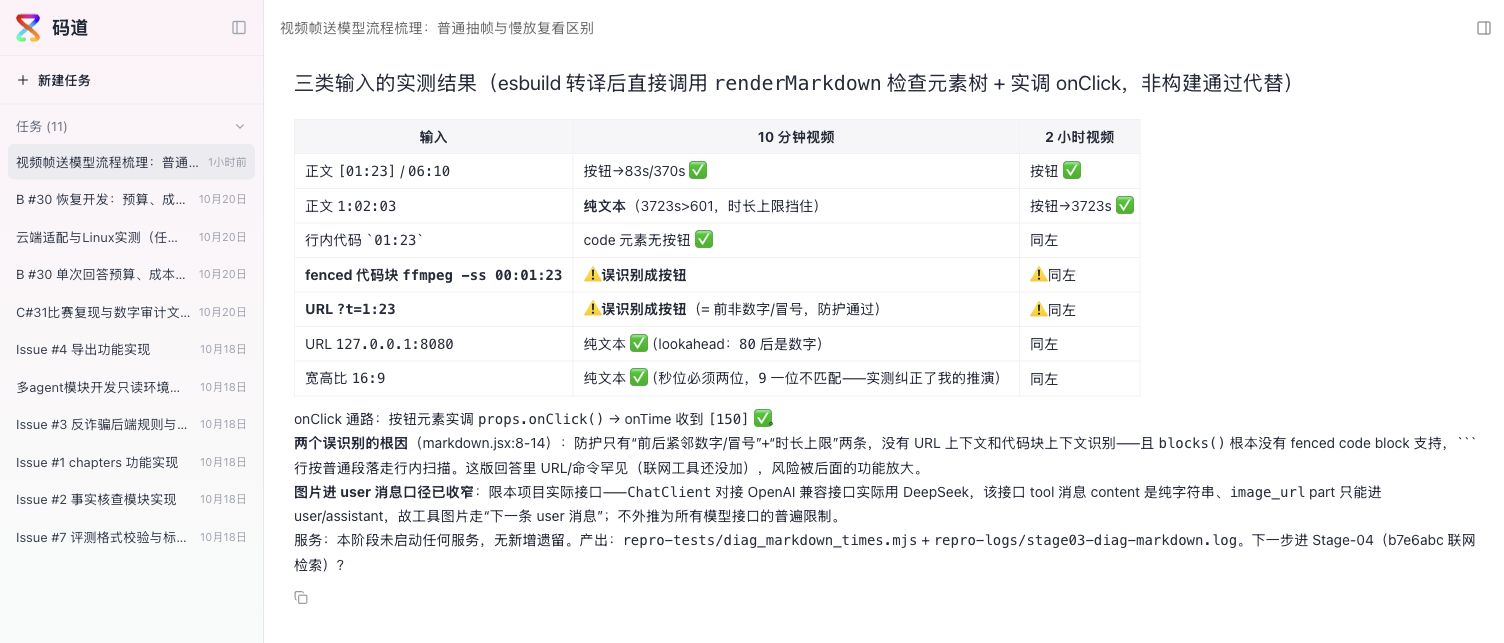 码道
新建任务
任务 (11)
视频帧送模型流程梳理：普通... 1小时前
B #30 恢复开发：预算、成... 10月20日
云端适配与Linux实测（任... 10月20日
B #30 单次回答预算、成本... 10月20日
C#31比赛复现与数字审计文... 10月20日
Issue #4 导出功能实现 10月18日
多agent模块开发只读环境... 10月18日
Issue #3 反诈骗后端规则与... 10月18日
Issue #1 chapters 功能实现 10月18日
Issue #2 事实核查模块实现 10月18日
Issue #7 评测格式校验与标... 10月18日
视频帧送模型流程梳理：普通抽帧与慢放复看区别
三类输入的实测结果（esbuild 转译后直接调用 renderMarkdown 检查元素树 + 实调 onClick，非构建通过代替）
输入 10 分钟视频 2 小时视频
正文 [01:23] / 06:10 按钮→83s/370s ✅ 按钮 ✅
正文 1:02:03 纯文本（3723s>601，时长上限挡住） 按钮→3723s ✅
行内代码 `01:23` code 元素无按钮 ✅ 同左
fenced 代码块 ffmpeg -ss 00:01:23 ⚠️误识别成按钮 ⚠️同左
URL ?t=1:23 ⚠️误识别成按钮（= 前非数字/冒号，防护通过） ⚠️同左
URL 127.0.0.1:8080 纯文本 ✅ (lookahead：80 后是数字） 同左
宽高比 16:9 纯文本 ✅ (秒位必须两位，9 一位不匹配——实测纠正了我的推演） 同左
onClick 通路：按钮元素实调 props.onClick() → onTime 收到 [150] ✅。
两个误识别的根因（markdown.jsx:8-14）：防护只有“前后紧邻数字/冒号”+“时长上限”两条，没有 URL 上下文和代码块上下文识别——且 blocks() 根本没有 fenced code block 支持，```
行按普通段落走行内扫描。这版回答里 URL/命令罕见（联网工具还没加），风险被后面的功能放大。
图片进 user 消息口径已收窄：限本项目实际接口——ChatClient 对接 OpenAI 兼容接口实际用 DeepSeek，该接口 tool 消息 content 是纯字符串、image_url part 只能进
user/assistant，故工具图片走“下一条 user 消息”；不外推为所有模型接口的普遍限制。
服务：本阶段未启动任何服务，无新增遗留。产出：repro-tests/diag_markdown_times.mjs + repro-logs/stage03-diag-markdown.log。下一步进 Stage-04（b7e6abc 联网
检索）？